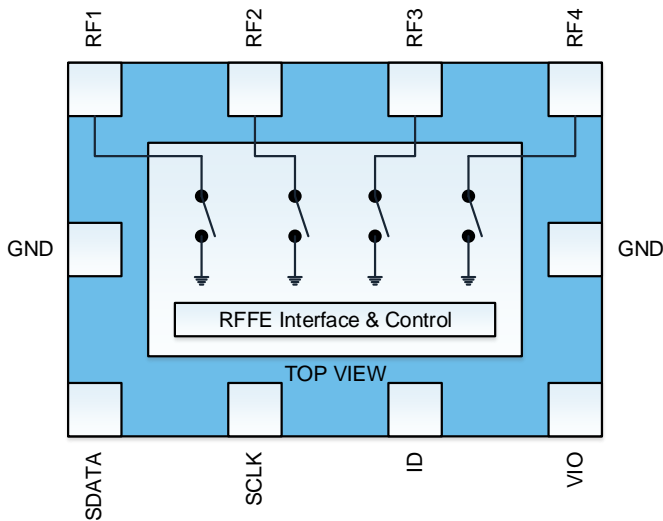 RF1
RF2
RF3
RF4
GND
GND
RFFE Interface & Control
TOP VIEW
SDATA
SCLK
ID
VIO